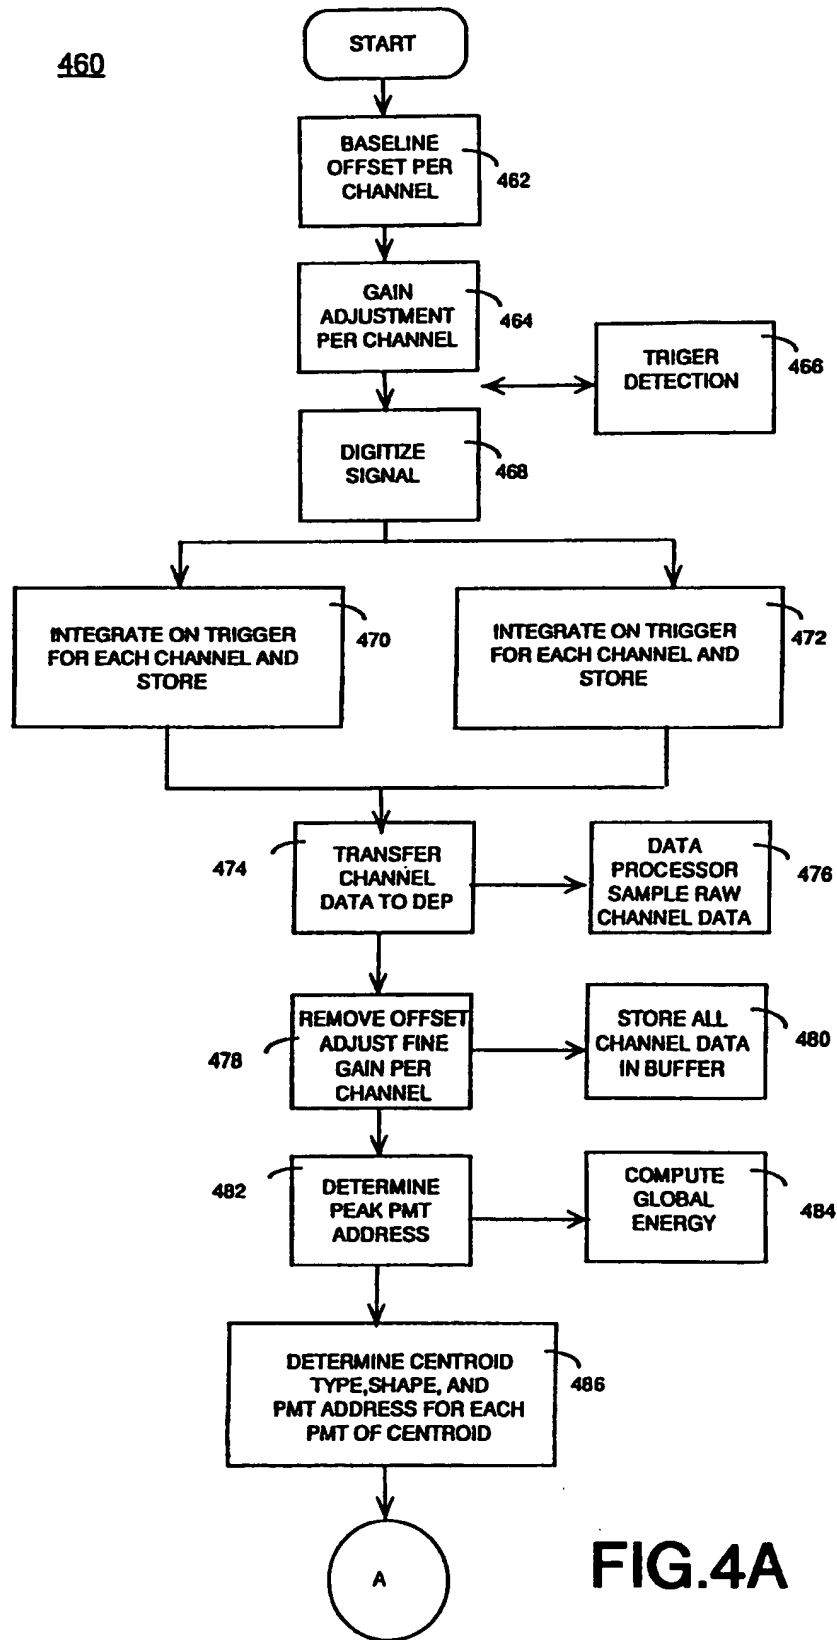 START
460
BASELINE
OFFSET PER
CHANNEL
462
GAIN
ADJUSTMENT
PER CHANNEL
464
TRIGER
DETECTION
466
DIGITIZE
SIGNAL
468
INTEGRATE ON TRIGGER
FOR EACH CHANNEL AND
STORE
470
INTEGRATE ON TRIGGER
FOR EACH CHANNEL AND
STORE
472
474
TRANSFER
CHANNEL
DATA TO DEP
DATA
PROCESSOR
SAMPLE RAW
CHANNEL DATA
476
478
REMOVE OFFSET
ADJUST FINE
GAIN PER
CHANNEL
STORE ALL
CHANNEL DATA
IN BUFFER
480
482
DETERMINE
PEAK PMT
ADDRESS
COMPUTE
GLOBAL
ENERGY
484
DETERMINE CENTROID
TYPE,SHAPE, AND
PMT ADDRESS FOR EACH
PMT OF CENTROID
486
A
FIG.4A